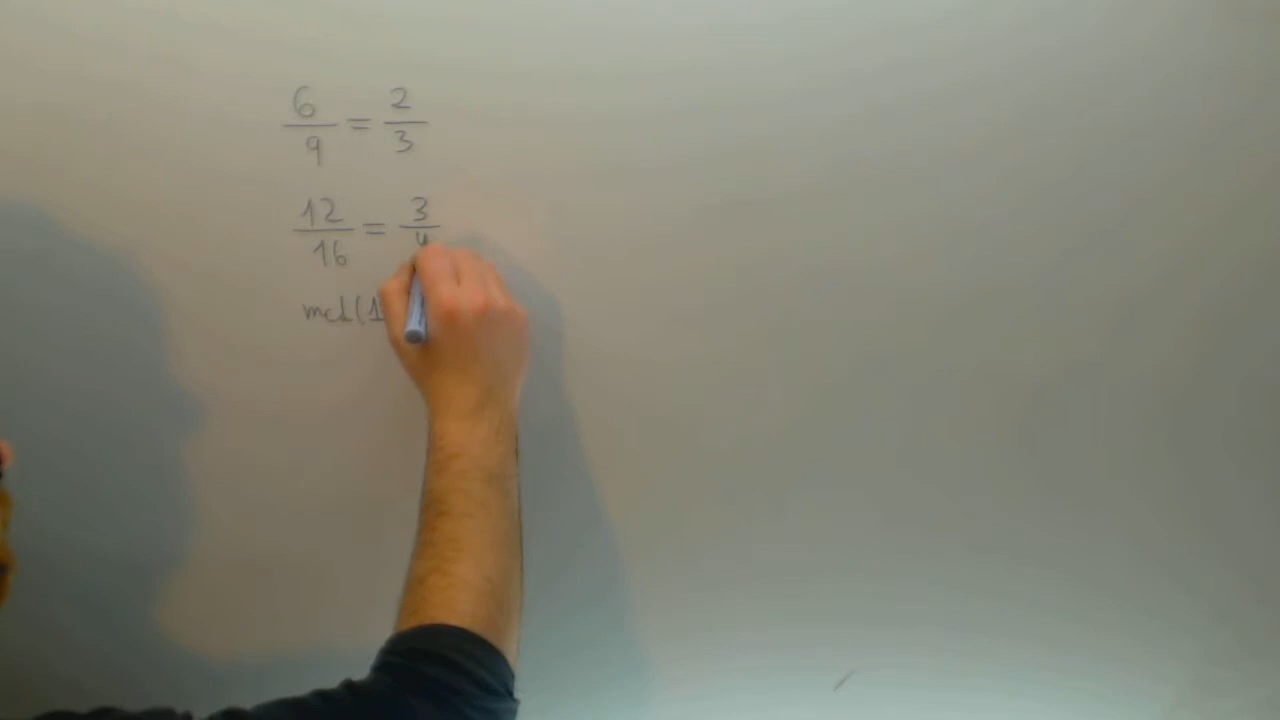 6/9 = 2/3
12/16 = 3/4
mcd(1